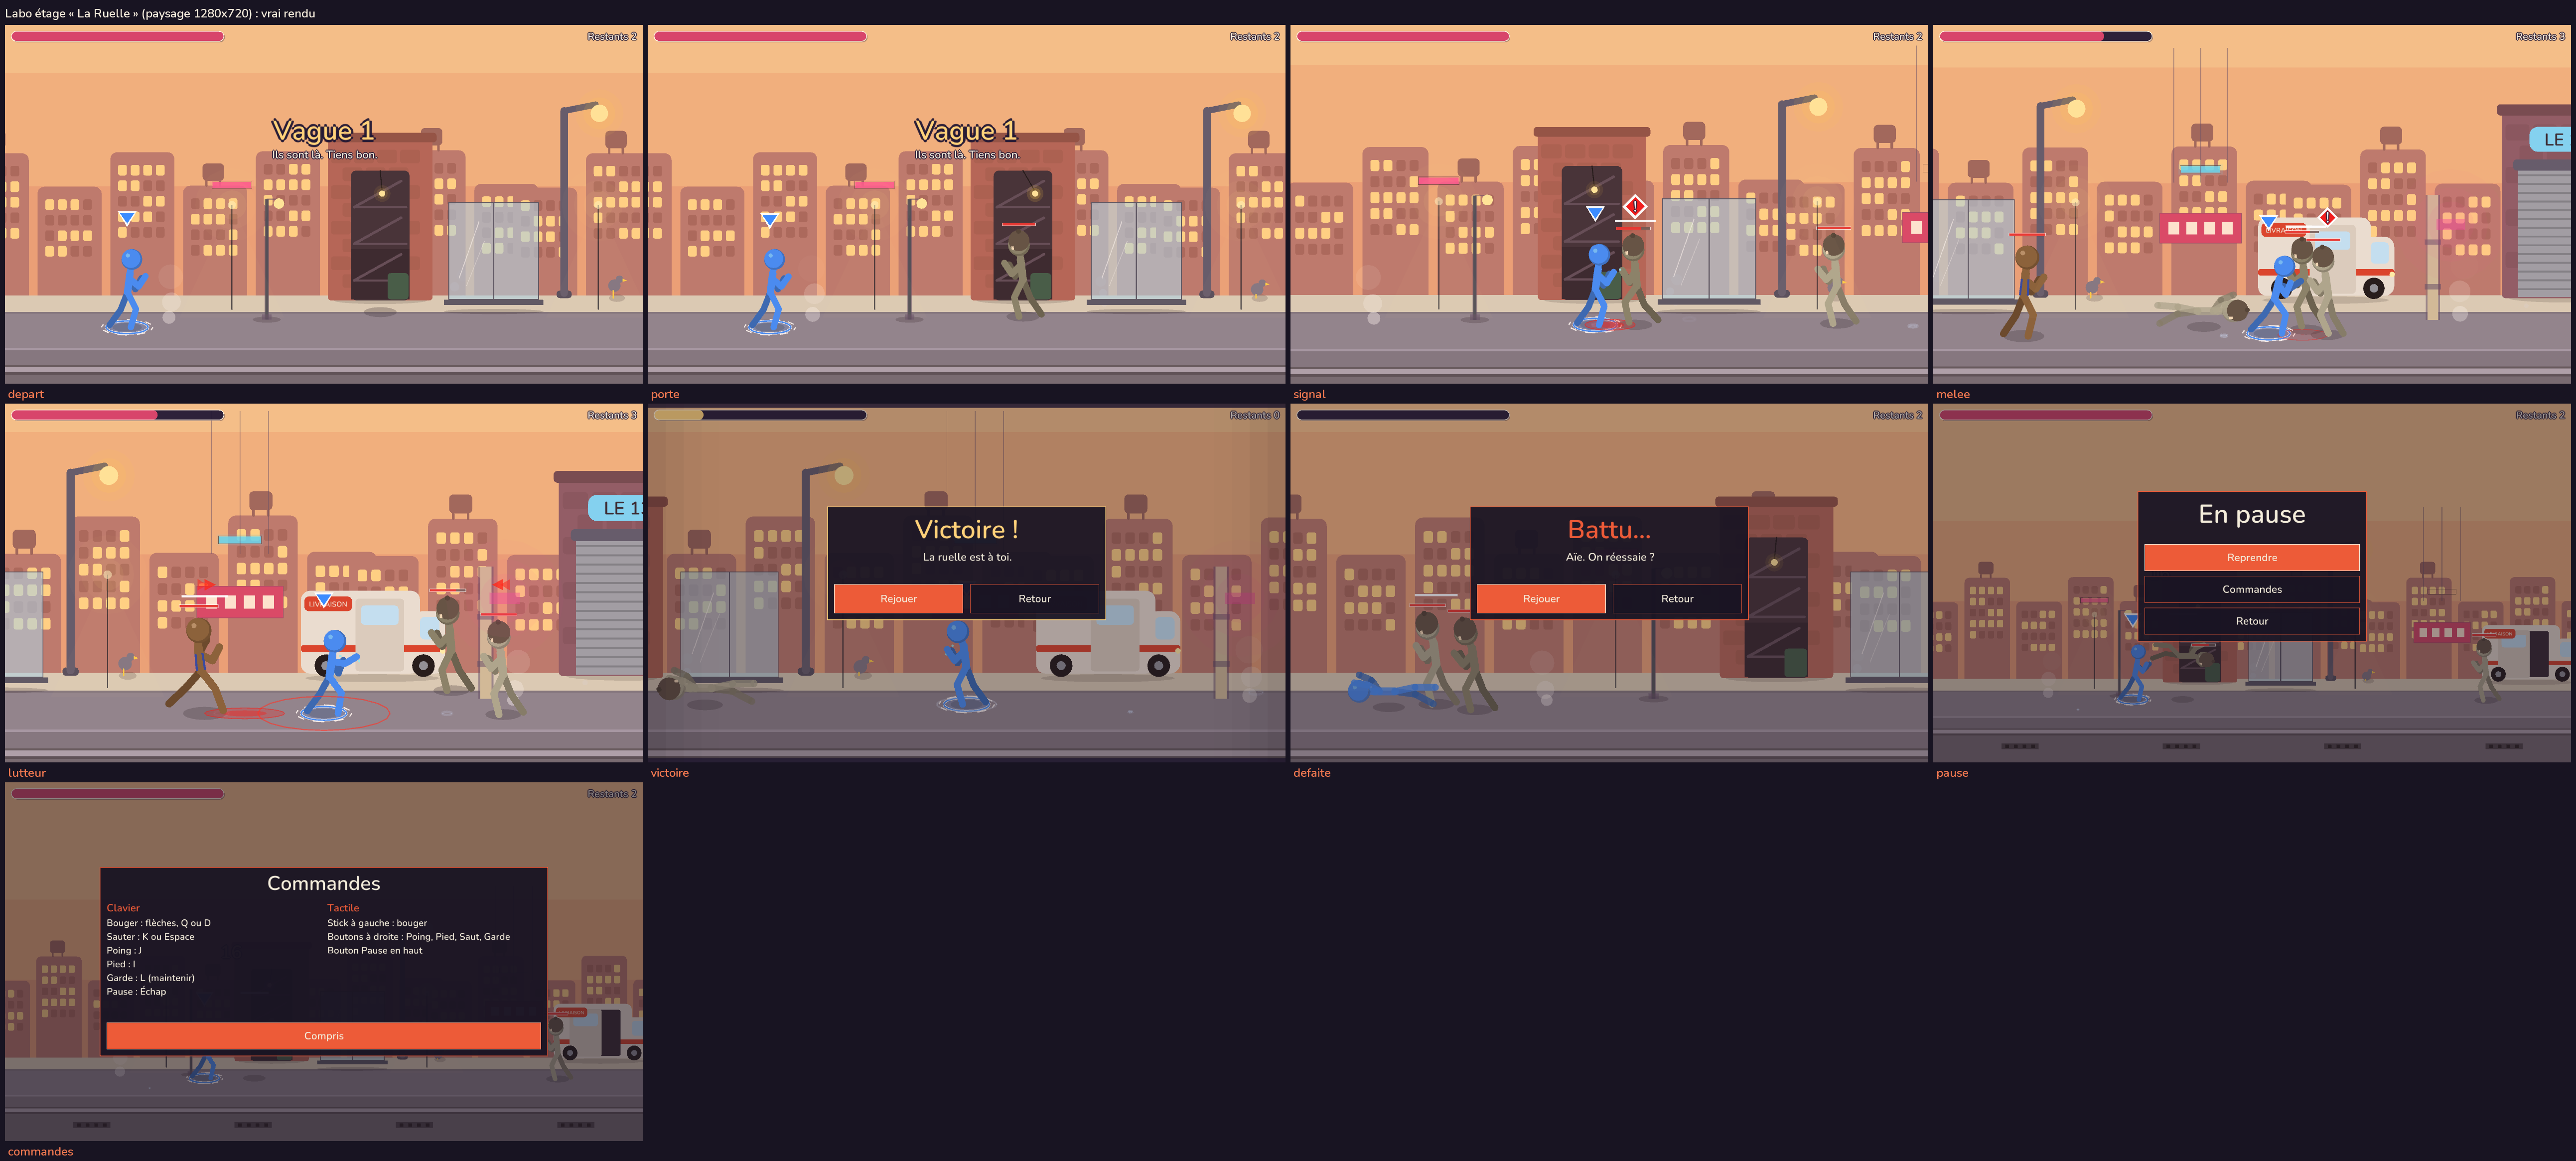 Labo étage « La Ruelle » (paysage 1280x720) : vrai rendu
Restants 2
Vague 1
Ils sont là. Tiens bon.
depart
Restants 2
Vague 1
Ils sont là. Tiens bon.
porte
Restants 2
!
signal
Restants 3
LE
!
melee
Restants 3
LE 1
LIVRAISON
lutteur
Restants 0
Victoire !
La ruelle est à toi.
Rejouer
Retour
victoire
Restants 2
Battu...
Aïe. On réessaie ?
Rejouer
Retour
defaite
Restants 2
En pause
Reprendre
Commandes
Retour
pause
Restants 2
Commandes
Clavier
Bouger : flèches, Q ou D
Sauter : K ou Espace
Poing : J
Pied : I
Garde : L (maintenir)
Pause : Échap
Tactile
Stick à gauche : bouger
Boutons à droite : Poing, Pied, Saut, Garde
Bouton Pause en haut
Compris
commandes